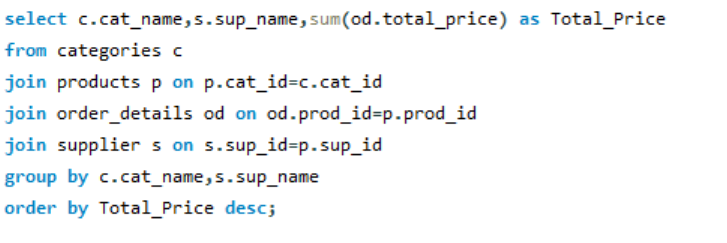 select c.cat_name,s.sup_name,sum(od.total_price) as Total_Price
from categories c
join products p on p.cat_id=c.cat_id
join order_details od on od.prod_id=p.prod_id
join supplier s on s.sup_id=p.sup_id
group by c.cat_name,s.sup_name
order by Total_Price desc;